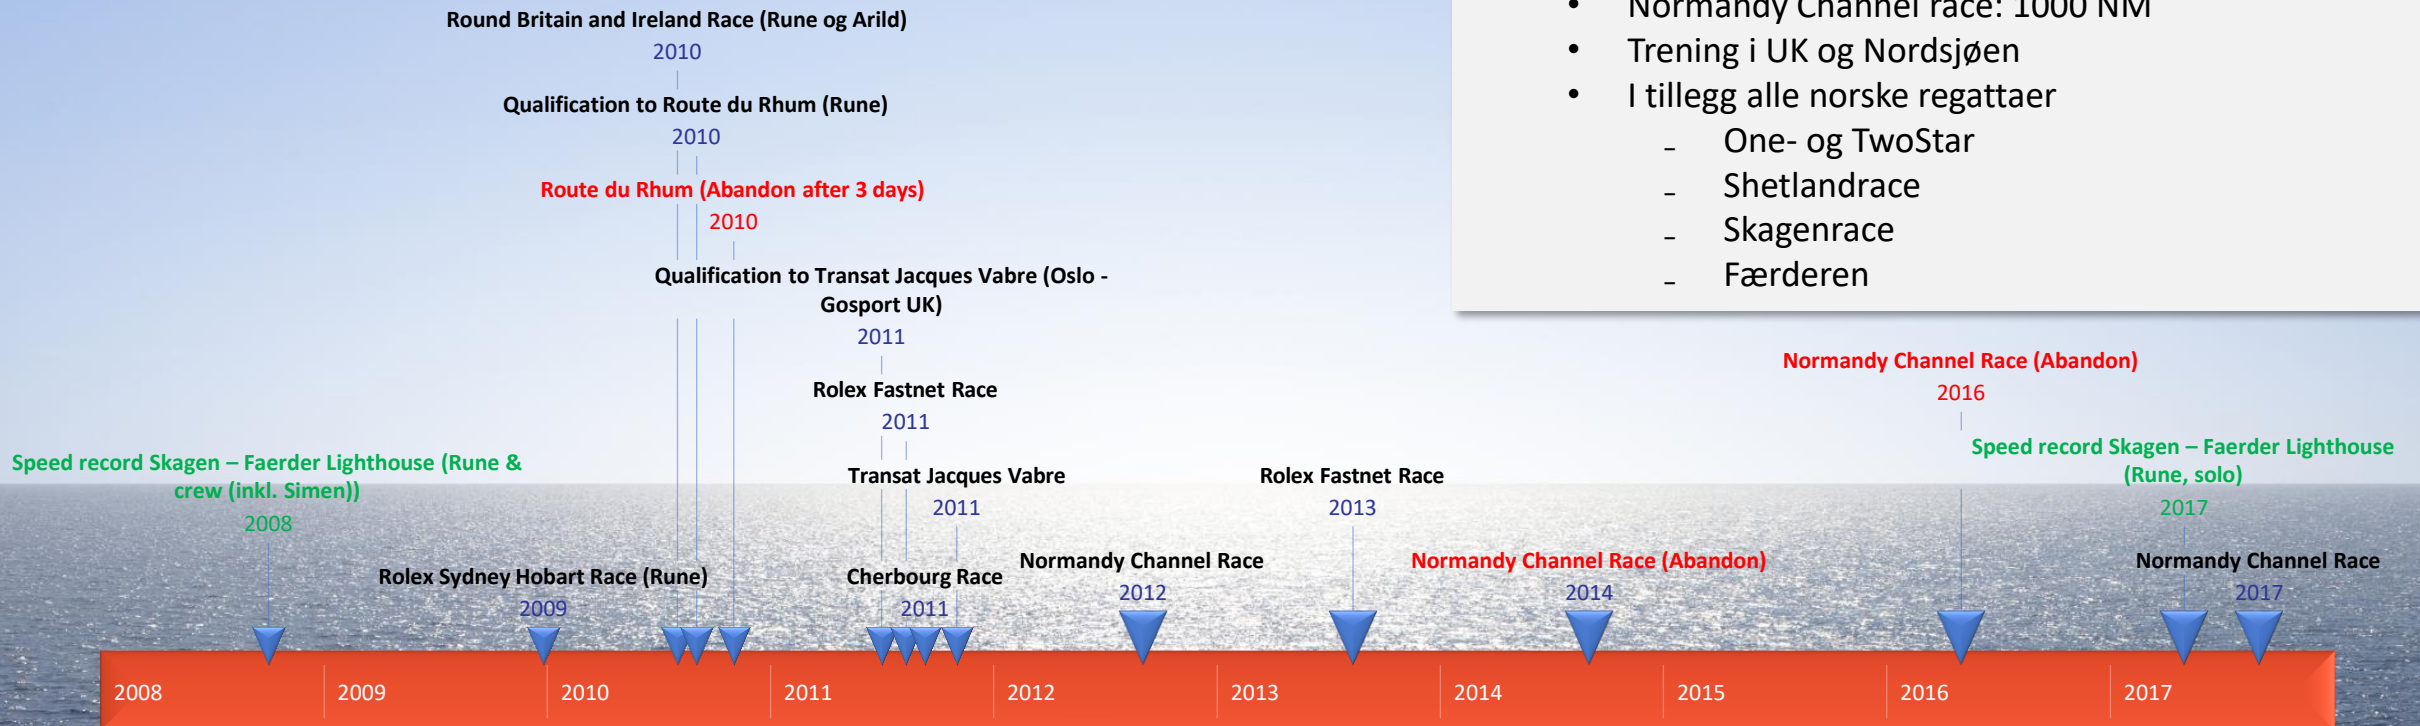 Round Britain and Ireland Race (Rune og Arild)
2010
Qualification to Route du Rhum (Rune)
2010
Route du Rhum (Abandon after 3 days)
2010
Qualification to Transat Jacques Vabre (Oslo -
Gosport UK)
2011
Rolex Fastnet Race
2011
Speed record Skagen – Faerder Lighthouse (Rune &
crew (inkl. Simen))
2008
Transat Jacques Vabre
2011
Rolex Sydney Hobart Race (Rune)
2009
Cherbourg Race
2011
Normandy Channel Race
2012
Rolex Fastnet Race
2013
Normandy Channel Race (Abandon)
2014
Normandy Channel Race (Abandon)
2016
Speed record Skagen – Faerder Lighthouse
(Rune, solo)
2017
Normandy Channel Race
2017
• Normandy Channel race: 1000 NM
• Trening i UK og Nordsjøen
• I tillegg alle norske regattaer
– One- og TwoStar
– Shetlandrace
– Skagenrace
– Færderen
2008 2009 2010 2011 2012 2013 2014 2015 2016 2017